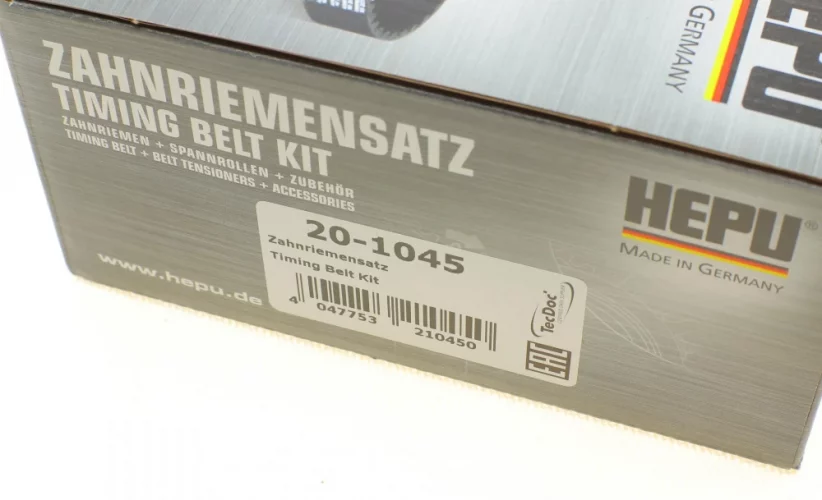 HEPU
GERMANY
ZAHNRIEMENSATZ
TIMING BELT KIT
ZAHNRIEMEN + SPANNROLLEN + ZUBEHÖR
TIMING BELT + BELT TENSIONERS + ACCESSORIES
HEPU®
MADE IN GERMANY
20-1045
Zahnriemensatz
Timing Belt Kit
www.hepu.de
4 047753 210450
TecDoc
EAC